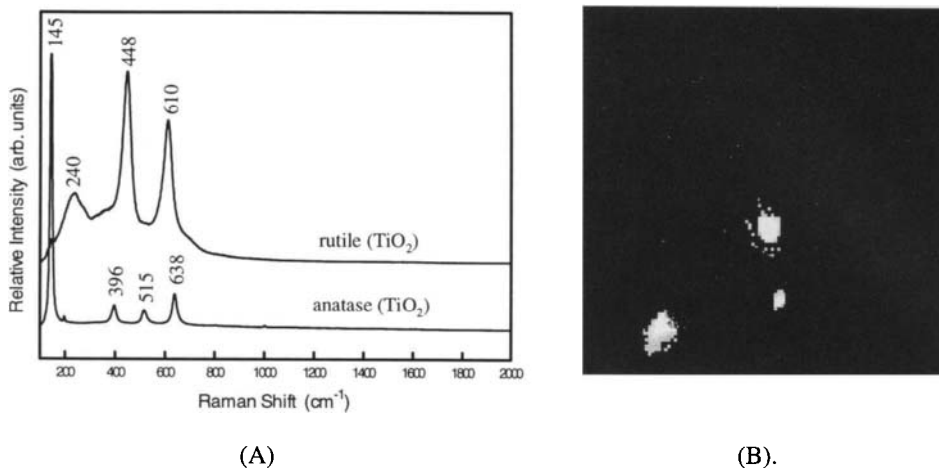 145
448
610
240
rutile (TiO₂)
396
515
638
anatase (TiO₂)
Relative Intensity (arb. units)
200 400 600 800 1000 1200 1400 1600 1800 2000
Raman Shift (cm⁻¹)
(A)
(B).